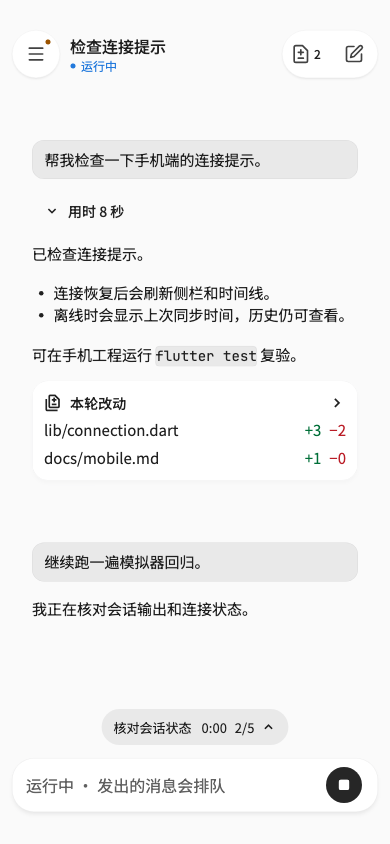 检查连接提示
运行中
2
帮我检查一下手机端的连接提示。
用时 8 秒
已检查连接提示。
• 连接恢复后会刷新侧栏和时间线。
• 离线时会显示上次同步时间，历史仍可查看。
可在手机工程运行 flutter test 复验。
本轮改动
lib/connection.dart +3 −2
docs/mobile.md +1 −0
继续跑一遍模拟器回归。
我正在核对会话输出和连接状态。
核对会话状态 0:00 2/5
运行中 · 发出的消息会排队